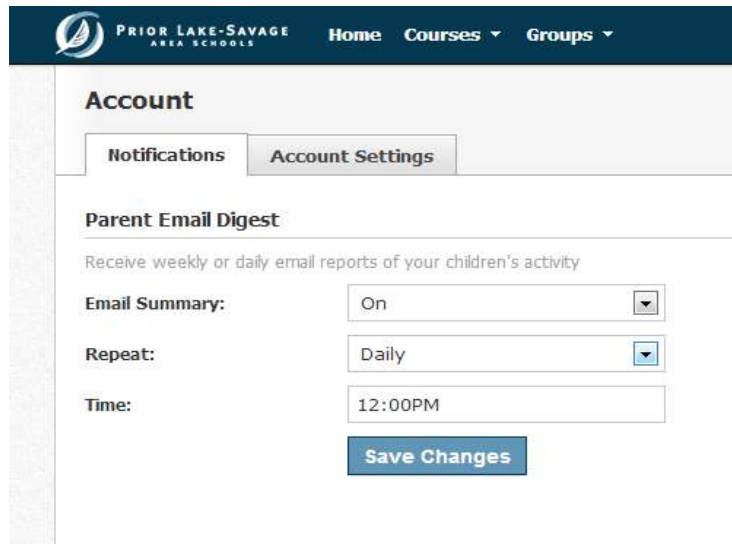 PRIOR LAKE-SAVAGE
AREA SCHOOLS
Home Courses Groups
Account
Notifications Account Settings
Parent Email Digest
Receive weekly or daily email reports of your children's activity
Email Summary: On
Repeat: Daily
Time: 12:00PM
Save Changes